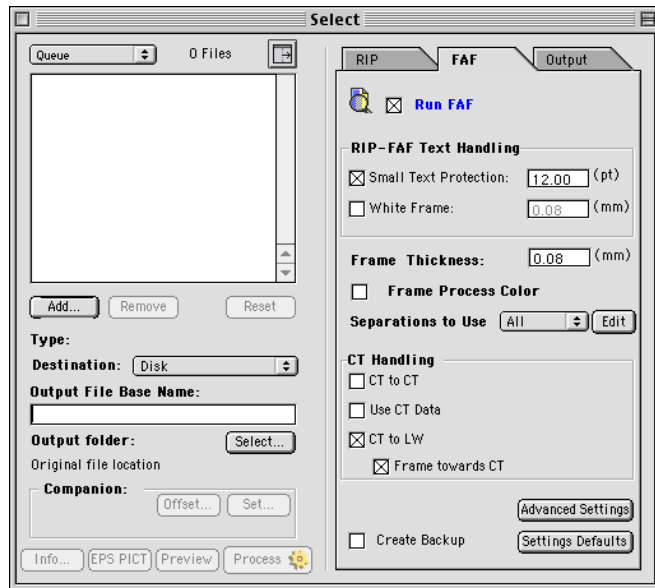 Select
Queue
0 Files
Add...
Remove
Reset
Type:
Destination: Disk
Output File Base Name:
Output folder:
Select...
Original file location
Companion:
Offset...
Set...
Info...
EPS PICT
Preview
Process
RIP
FAF
Output
Run FAF
RIP-FAF Text Handling
Small Text Protection: 12.00 (pt)
White Frame: 0.08 (mm)
Frame Thickness: 0.08 (mm)
Frame Process Color
Separations to Use All Edit
CT Handling
CT to CT
Use CT Data
CT to LW
Frame towards CT
Advanced Settings
Create Backup
Settings Defaults